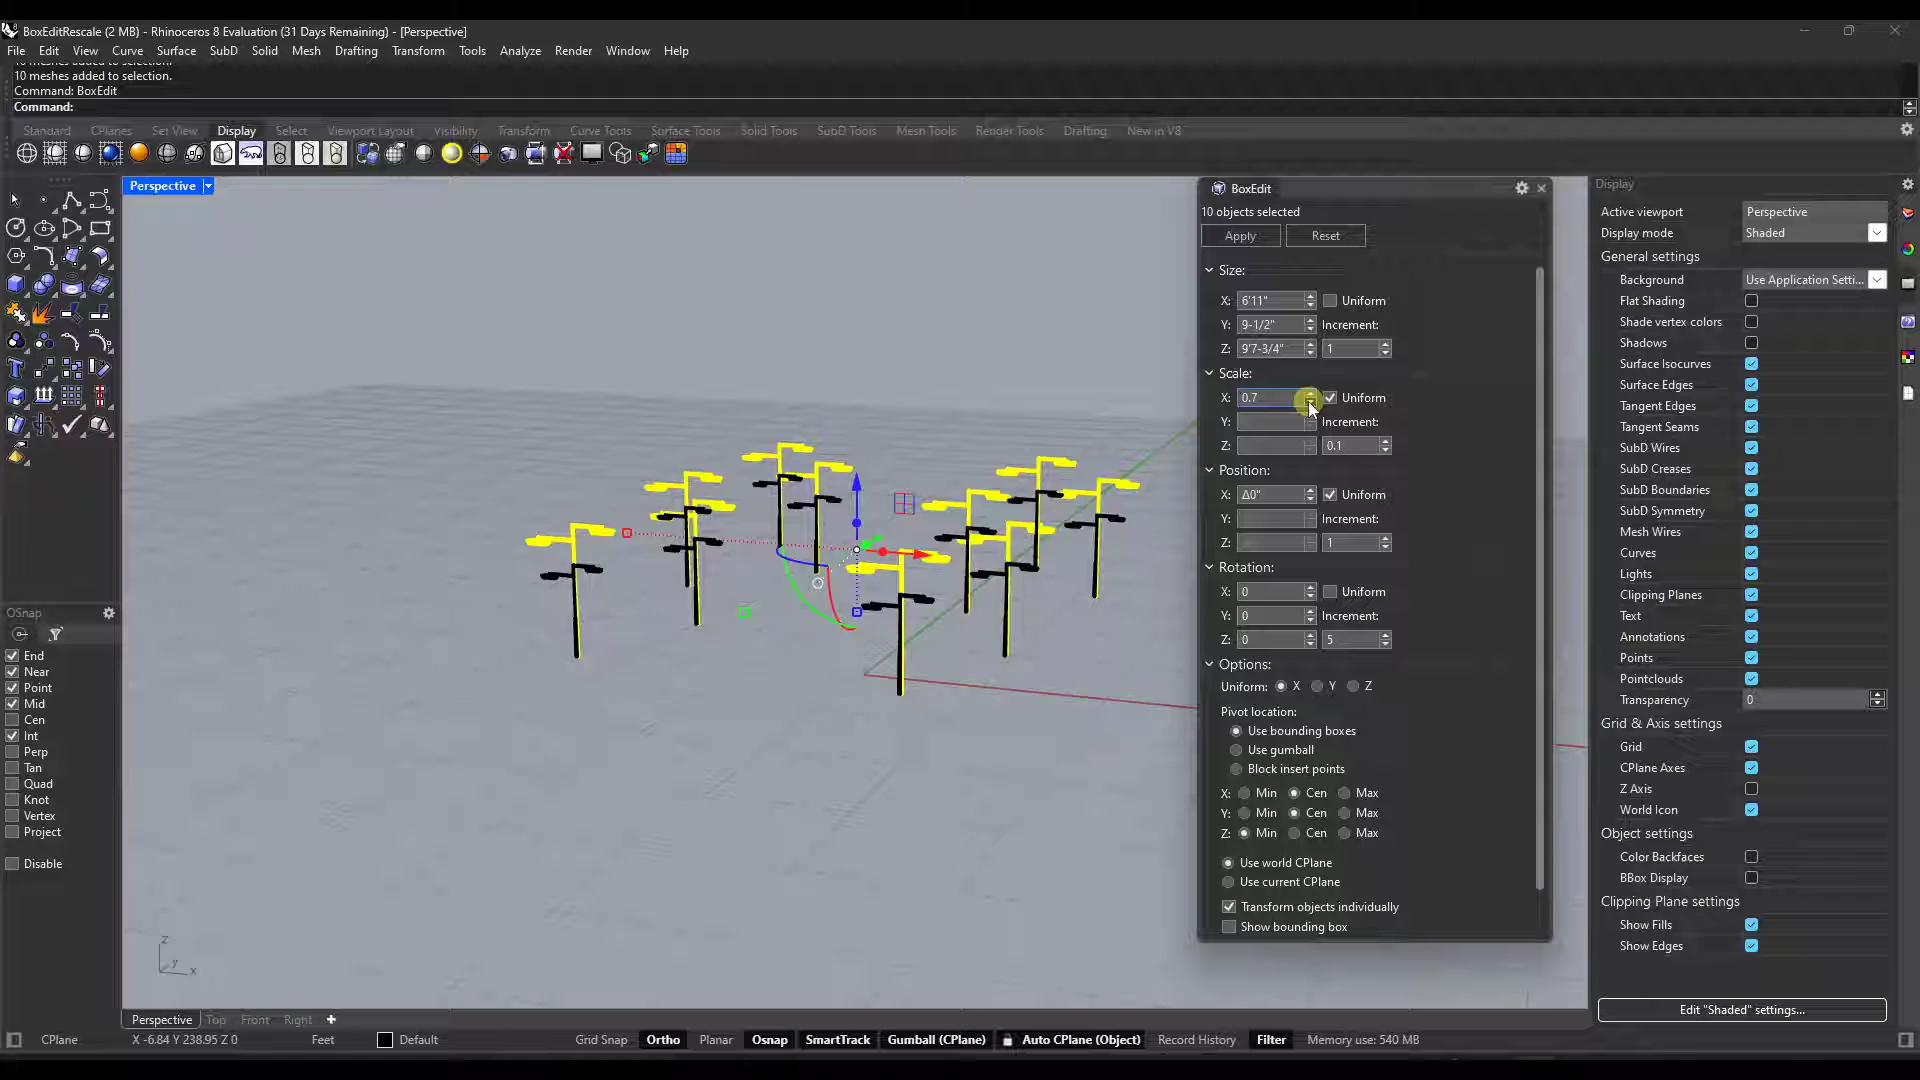 BoxEditRescale (2 MB) - Rhinoceros 8 Evaluation (31 Days Remaining) - [Perspective]
File Edit View Curve Surface SubD Solid Mesh Drafting Transform Tools Analyze Render Window Help
10 meshes added to selection.
10 meshes added to selection.
Command: BoxEdit
Command:
Standard CPlanes Set View Display Select Viewport Layout Visibility Transform Curve Tools Surface Tools Solid Tools SubD Tools Mesh Tools Render Tools Drafting New in V8
Perspective
BoxEdit
10 objects selected
Apply Reset
Size:
X: 6'11" Uniform
Y: 9-1/2" Increment:
Z: 9'7-3/4" 1
Scale:
X: 0.7 Uniform
Y: Increment:
Z: 0.1
Position:
X: Δ0" Uniform
Y: Increment:
Z: 1
Rotation:
X: 0 Uniform
Y: 0 Increment:
Z: 0 5
Options:
Uniform: X Y Z
Pivot location:
Use bounding boxes
Use gumball
Block insert points
X: Min Cen Max
Y: Min Cen Max
Z: Min Cen Max
Use world CPlane
Use current CPlane
Transform objects individually
Show bounding box
Display
Active viewport Perspective
Display mode Shaded
General settings
Background Use Application Setti...
Flat Shading
Shade vertex colors
Shadows
Surface Isocurves
Surface Edges
Tangent Edges
Tangent Seams
SubD Wires
SubD Creases
SubD Boundaries
SubD Symmetry
Mesh Wires
Curves
Lights
Clipping Planes
Text
Annotations
Points
Pointclouds
Transparency 0
Grid & Axis settings
Grid
CPlane Axes
Z Axis
World Icon
Object settings
Color Backfaces
BBox Display
Clipping Plane settings
Show Fills
Show Edges
Edit "Shaded" settings...
OSnap
End
Near
Point
Mid
Cen
Int
Perp
Tan
Quad
Knot
Vertex
Project
Disable
z
y
x
Perspective Top Front Right
CPlane X -6.84 Y 238.95 Z 0 Feet Default Grid Snap Ortho Planar Osnap SmartTrack Gumball (CPlane) Auto CPlane (Object) Record History Filter Memory use: 540 MB